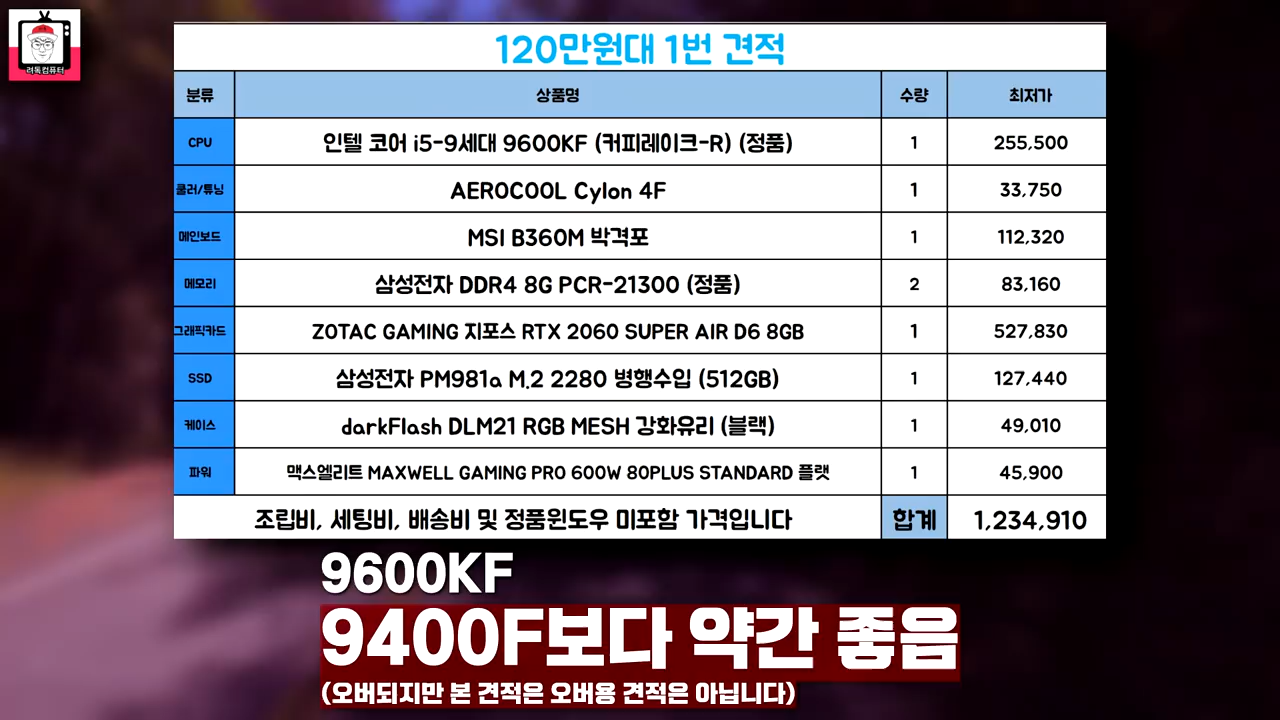 려독컴퓨터
120만원대 1번 견적
분류 상품명 수량 최저가
CPU 인텔 코어 i5-9세대 9600KF (커피레이크-R) (정품) 1 255,500
쿨러/튜닝 AEROCOOL Cylon 4F 1 33,750
메인보드 MSI B360M 박격포 1 112,320
메모리 삼성전자 DDR4 8G PCR-21300 (정품) 2 83,160
그래픽카드 ZOTAC GAMING 지포스 RTX 2060 SUPER AIR D6 8GB 1 527,830
SSD 삼성전자 PM981a M.2 2280 병행수입 (512GB) 1 127,440
케이스 darkFlash DLM21 RGB MESH 강화유리 (블랙) 1 49,010
파워 맥스엘리트 MAXWELL GAMING PRO 600W 80PLUS STANDARD 플랫 1 45,900
조립비, 세팅비, 배송비 및 정품윈도우 미포함 가격입니다 합계 1,234,910
9600KF
9400F보다 약간 좋음
(오버되지만 본 견적은 오버용 견적은 아닙니다)